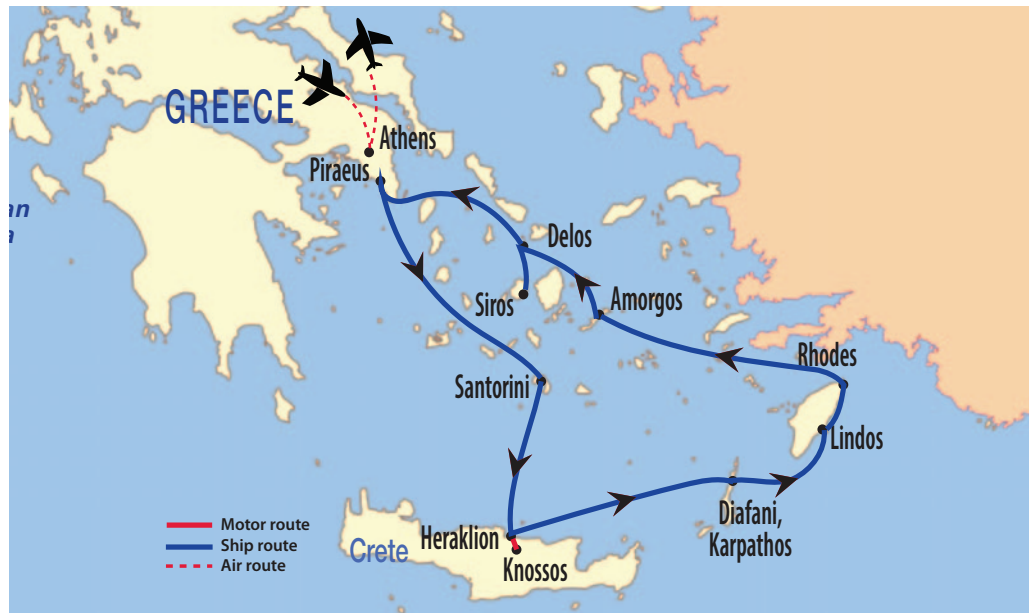 GREECE
Athens
Piraeus
an
a
Delos
Siros
Amorgos
Rhodes
Santorini
Lindos
Diafani,
Karpathos
Heraklion
Knossos
Crete
Motor route
Ship route
Air route